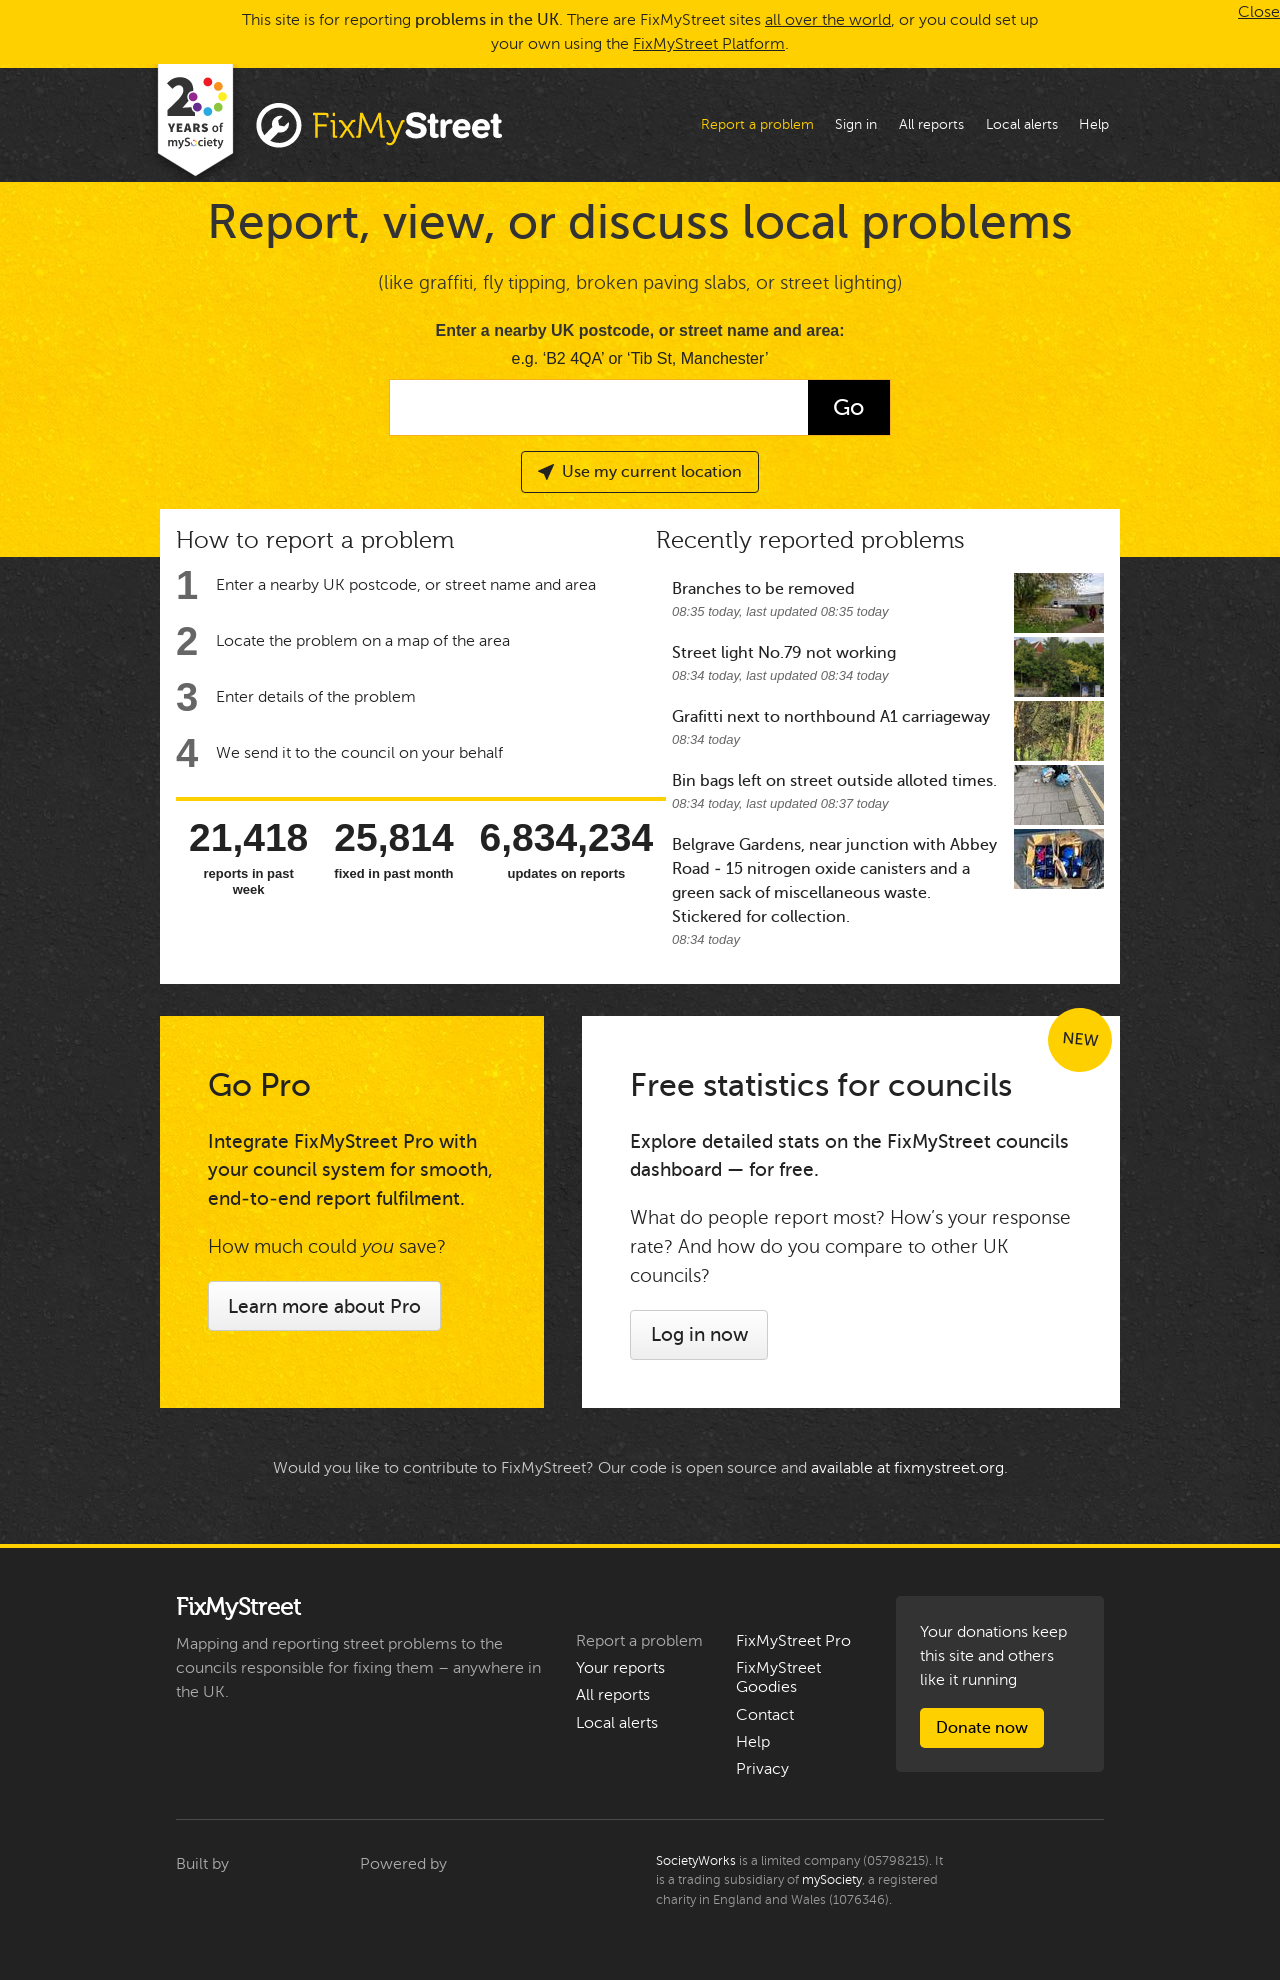 This site is for reporting problems in the UK. There are FixMyStreet sites all over the world, or you could set up
your own using the FixMyStreet Platform.
Close
20
YEARS of
mySociety
FixMyStreet
Report a problem
Sign in
All reports
Local alerts
Help
Report, view, or discuss local problems
(like graffiti, fly tipping, broken paving slabs, or street lighting)
Enter a nearby UK postcode, or street name and area:
e.g. ‘B2 4QA’ or ‘Tib St, Manchester’
Go
Use my current location
How to report a problem
1 Enter a nearby UK postcode, or street name and area
2 Locate the problem on a map of the area
3 Enter details of the problem
4 We send it to the council on your behalf
21,418
reports in past
week
25,814
fixed in past month
6,834,234
updates on reports
Recently reported problems
Branches to be removed
08:35 today, last updated 08:35 today
Street light No.79 not working
08:34 today, last updated 08:34 today
Grafitti next to northbound A1 carriageway
08:34 today
Bin bags left on street outside alloted times.
08:34 today, last updated 08:37 today
Belgrave Gardens, near junction with Abbey
Road - 15 nitrogen oxide canisters and a
green sack of miscellaneous waste.
Stickered for collection.
08:34 today
Go Pro
Integrate FixMyStreet Pro with
your council system for smooth,
end-to-end report fulfilment.
How much could you save?
Learn more about Pro
NEW
Free statistics for councils
Explore detailed stats on the FixMyStreet councils
dashboard — for free.
What do people report most? How’s your response
rate? And how do you compare to other UK
councils?
Log in now
Would you like to contribute to FixMyStreet? Our code is open source and available at fixmystreet.org.
FixMyStreet
Mapping and reporting street problems to the
councils responsible for fixing them – anywhere in
the UK.
Report a problem
Your reports
All reports
Local alerts
FixMyStreet Pro
FixMyStreet
Goodies
Contact
Help
Privacy
Your donations keep
this site and others
like it running
Donate now
Built by
Powered by
SocietyWorks is a limited company (05798215). It
is a trading subsidiary of mySociety, a registered
charity in England and Wales (1076346).